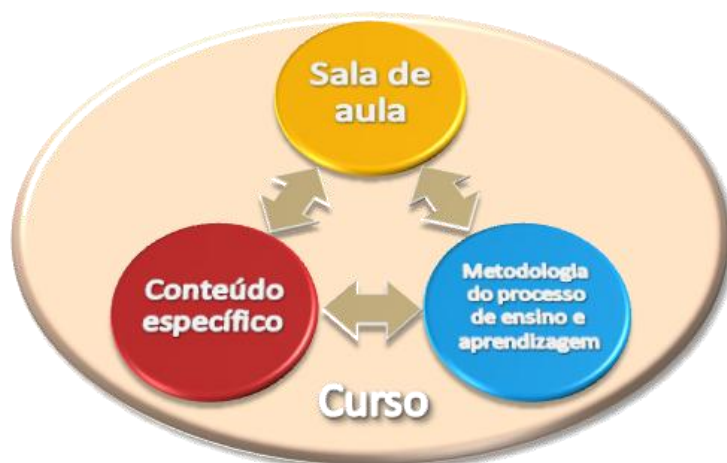 Sala de
aula
Conteúdo
específico
Metodologia
do processo
de ensino e
aprendizagem
Curso